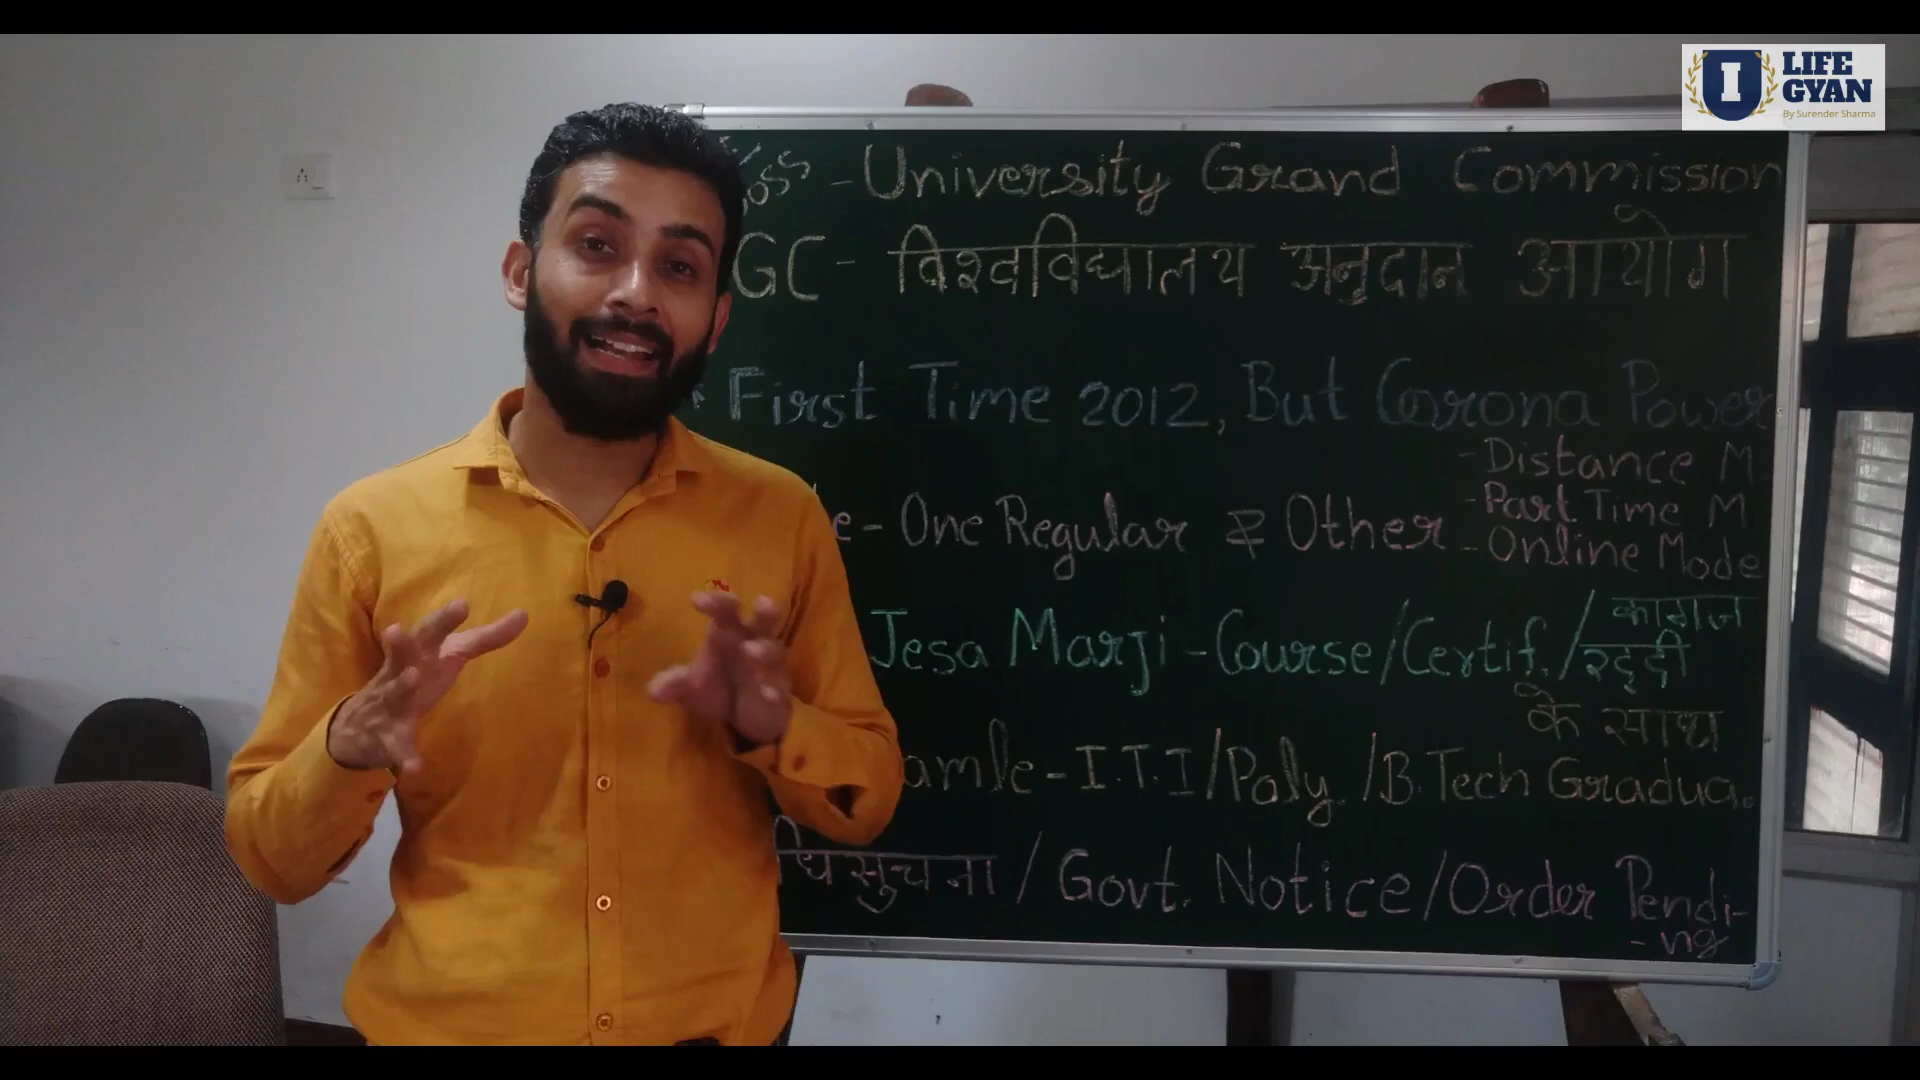 LIFE
GYAN
By Surender Sharma
- University Grand Commission
GC - विश्वविद्यालय अनुदान आयोग
First Time 2012, But Corona Power
- Distance M
- Part Time M
e - One Regular & Other - Online Mode
Jesa Marji - Course/Certif./कागज
रद्दी
के साथ
amle - I.T.I/Poly./B.Tech Gradua.
धिसुचना / Govt. Notice/Order Pendi-
- ng